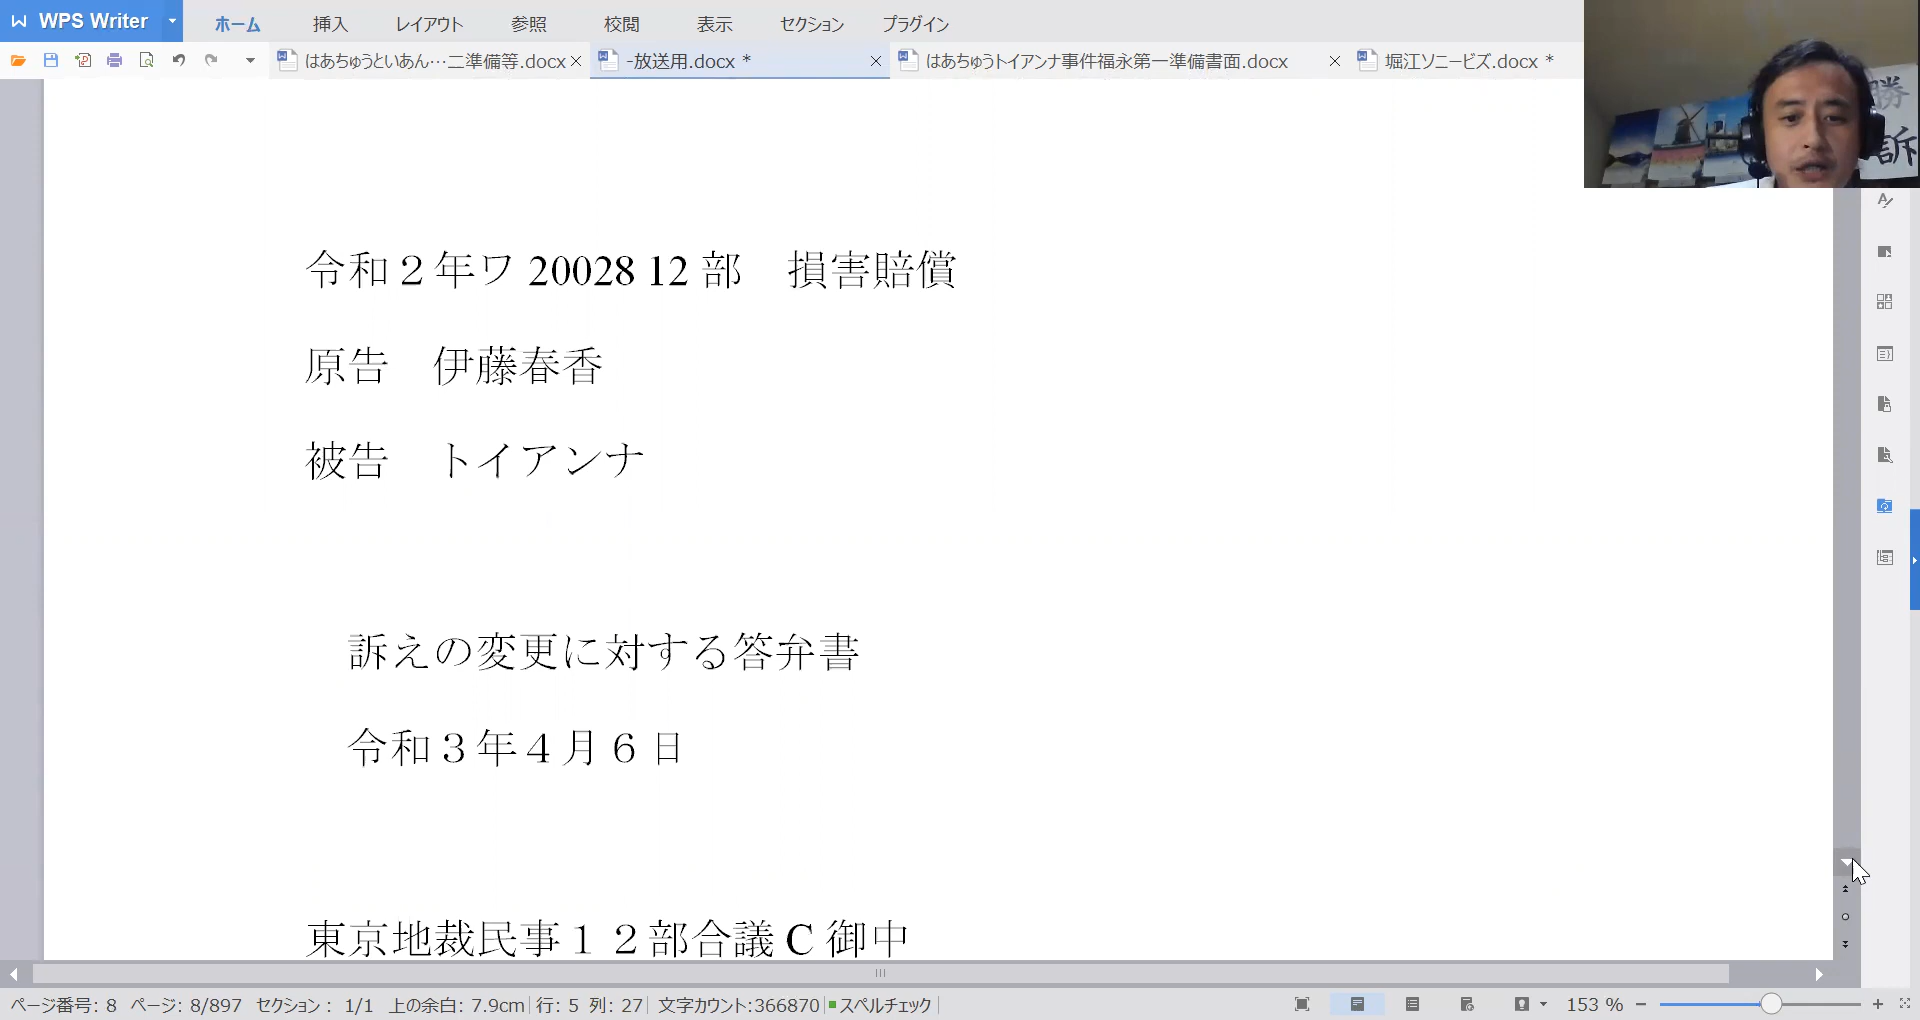 WPS Writer
ホーム 挿入 レイアウト 参照 校閲 表示 セクション プラグイン
はあちゅうといあん…二準備等.docx -放送用.docx * はあちゅうトイアンナ事件福永第一準備書面.docx 堀江ソニービズ.docx *
勝
訴
令和２年ワ 20028 12 部　損害賠償
原告　伊藤春香
被告　トイアンナ
訴えの変更に対する答弁書
令和３年４月６日
東京地裁民事１２部合議 C 御中
ページ番号: 8 ページ: 8/897 セクション: 1/1 上の余白: 7.9cm 行: 5 列: 27 文字カウント:366870 スペルチェック 153 %